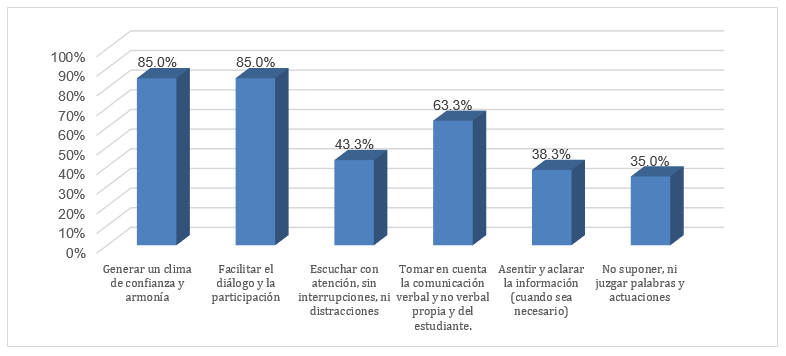 100%
90%
80%
70%
60%
50%
40%
30%
20%
10%
0%
85.0%
85.0%
43.3%
63.3%
38.3%
35.0%
Generar un clima
de confianza y
armonía
Facilitar el
diálogo y la
participación
Escuchar con
atención, sin
interrupciones, ni
distracciones
Tomar en cuenta
la comunicación
verbal y no verbal
propia y del
estudiante.
Asentir y aclarar
la información
(cuando sea
necesario)
No suponer, ni
juzgar palabras y
actuaciones